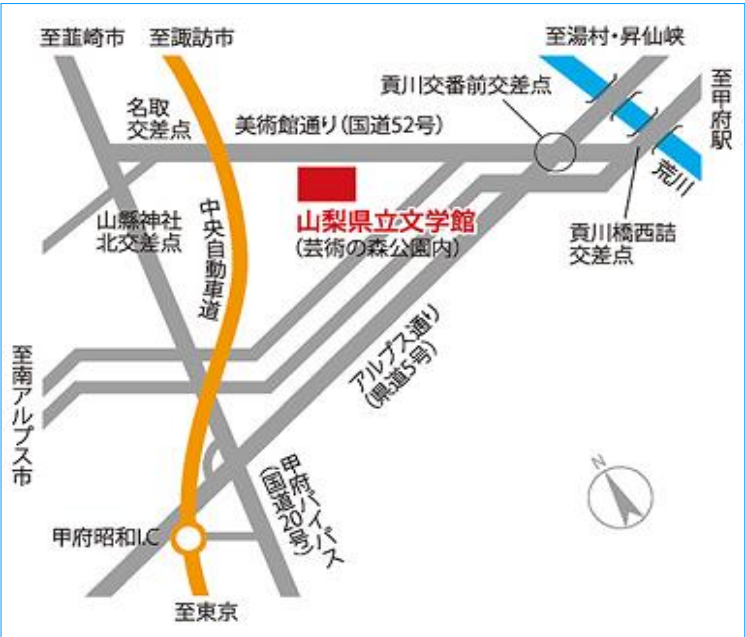 至韮崎市
至諏訪市
至湯村・昇仙峡
至甲府駅
貢川交番前交差点
名取
交差点
美術館通り(国道52号)
荒川
山梨県立文学館
(芸術の森公園内)
山縣神社
北交差点
中央自動車道
貢川橋西詰
交差点
アルプス通り
(県道5号)
至南アルプス市
甲府バイパス
(国道20号)
N
甲府昭和I.C
至東京